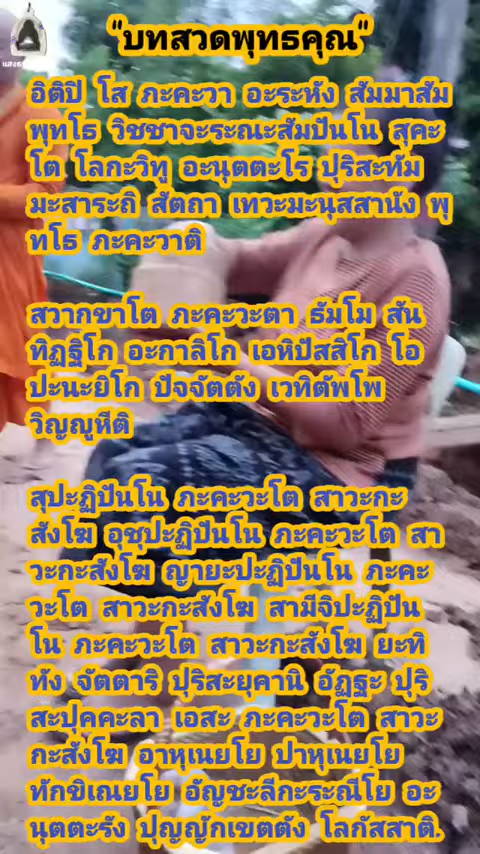 "บทสวดพุทธคุณ"
อิติปิ โส ภะคะวา อะระหัง สัมมาสัม
พุทโธ วิชชาจะระณะสัมปันโน สุคะ
โต โลกะวิทู อะนุตตะโร ปุริสะทัม
มะสาระถิ สัตถา เทวะมะนุสสานัง พุ
ทโธ ภะคะวาติ
สวากขาโต ภะคะวะตา ธัมโม สัน
ทิฏฐิโก อะกาลิโก เอหิปัสสิโก โอ
ปะนะยิโก ปัจจัตตัง เวทิตัพโพ
วิญญูหีติ
สุปะฏิปันโน ภะคะวะโต สาวะกะ
สังโฆ อุชุปะฏิปันโน ภะคะวะโต สา
วะกะสังโฆ ญายะปะฏิปันโน ภะคะ
วะโต สาวะกะสังโฆ สามีจิปะฏิปัน
โน ภะคะวะโต สาวะกะสังโฆ ยะทิ
ทัง จัตตาริ ปุริสะยุคานิ อัฏฐะ ปุริ
สะปุคคะลา เอสะ ภะคะวะโต สาวะ
กะสังโฆ อาหุเนยโย ปาหุเนยโย
ทักขิเณยโย อัญชะลีกะระณีโย อะ
นุตตะรัง ปุญญักเขตตัง โลกัสสาติ.